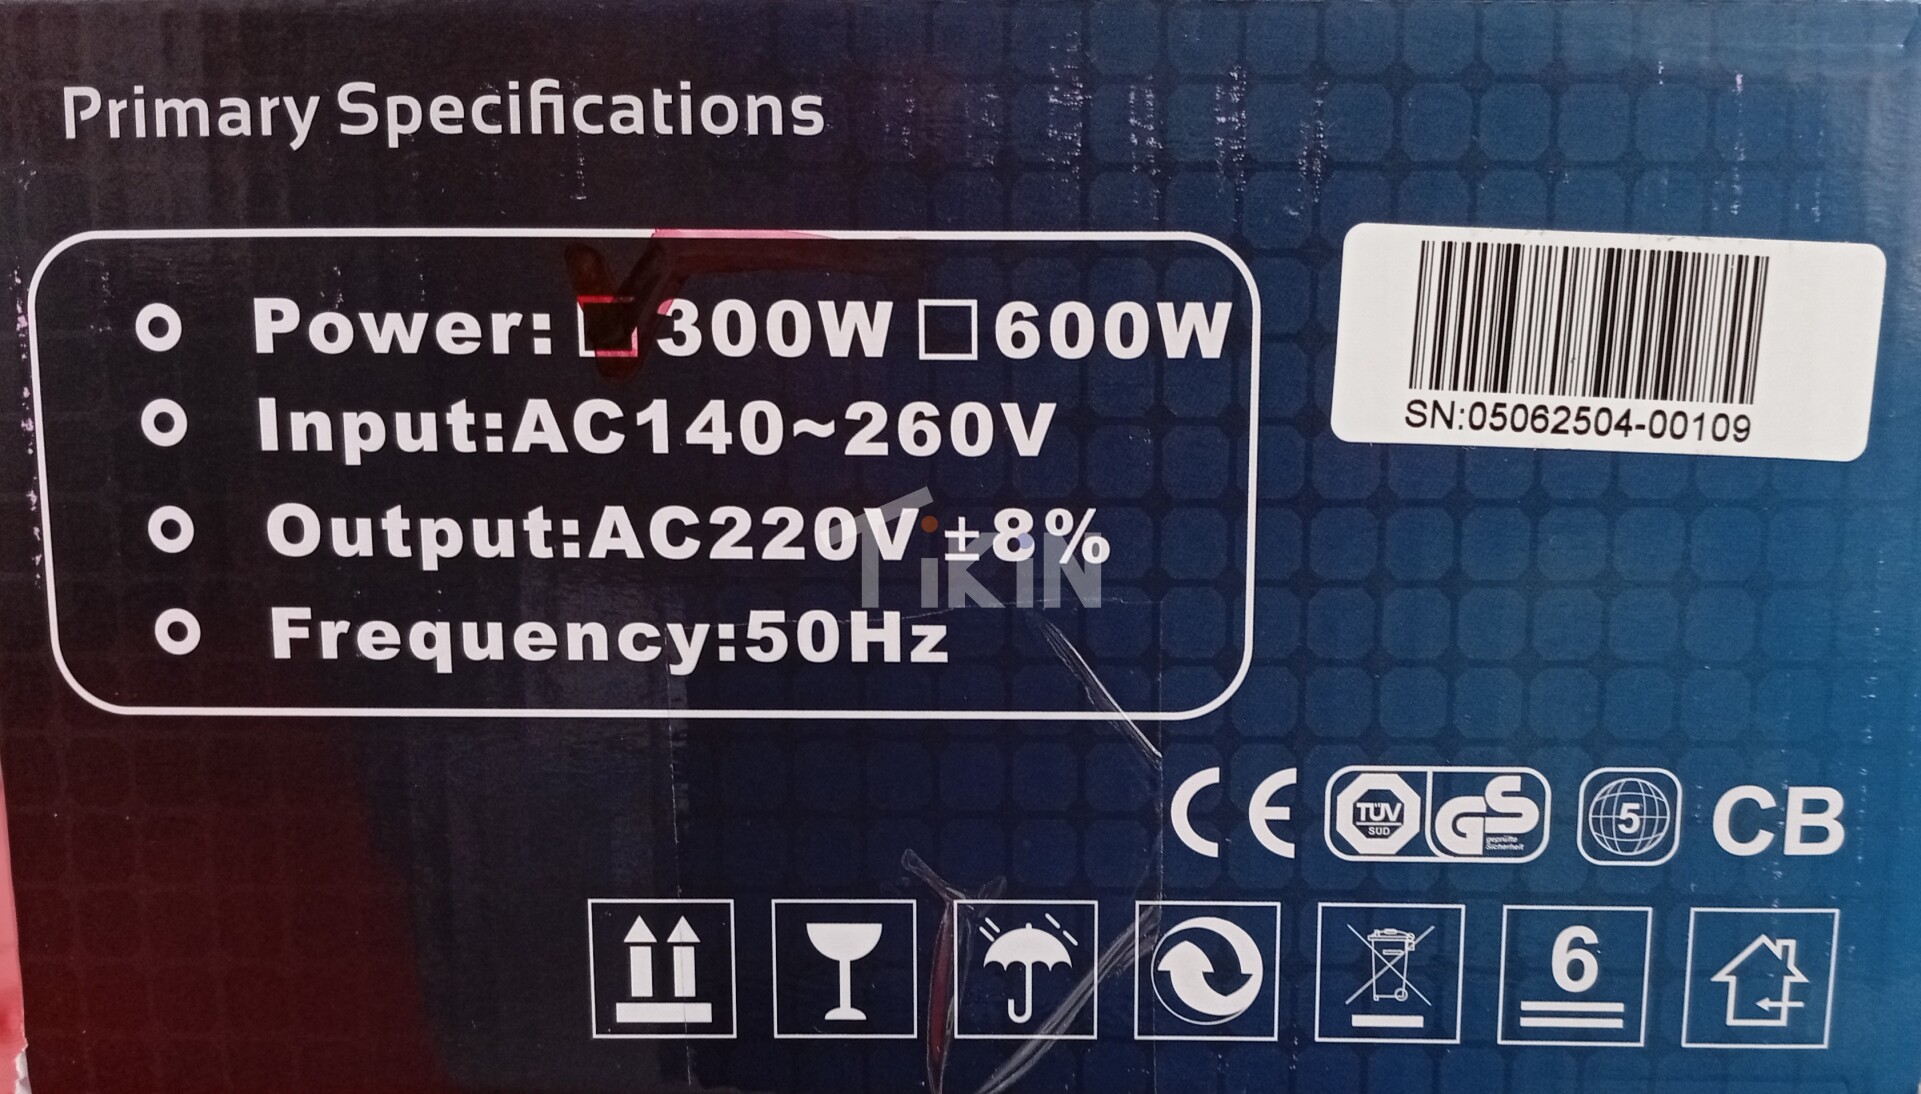 Primary Specifications
Power: 300W 600W
Input:AC140~260V
Output:AC220V ±8%
Frequency:50Hz
SN:05062504-00109
TiKiN
CE TÜV SÜD GS geprüfte Sicherheit 5 CB
6